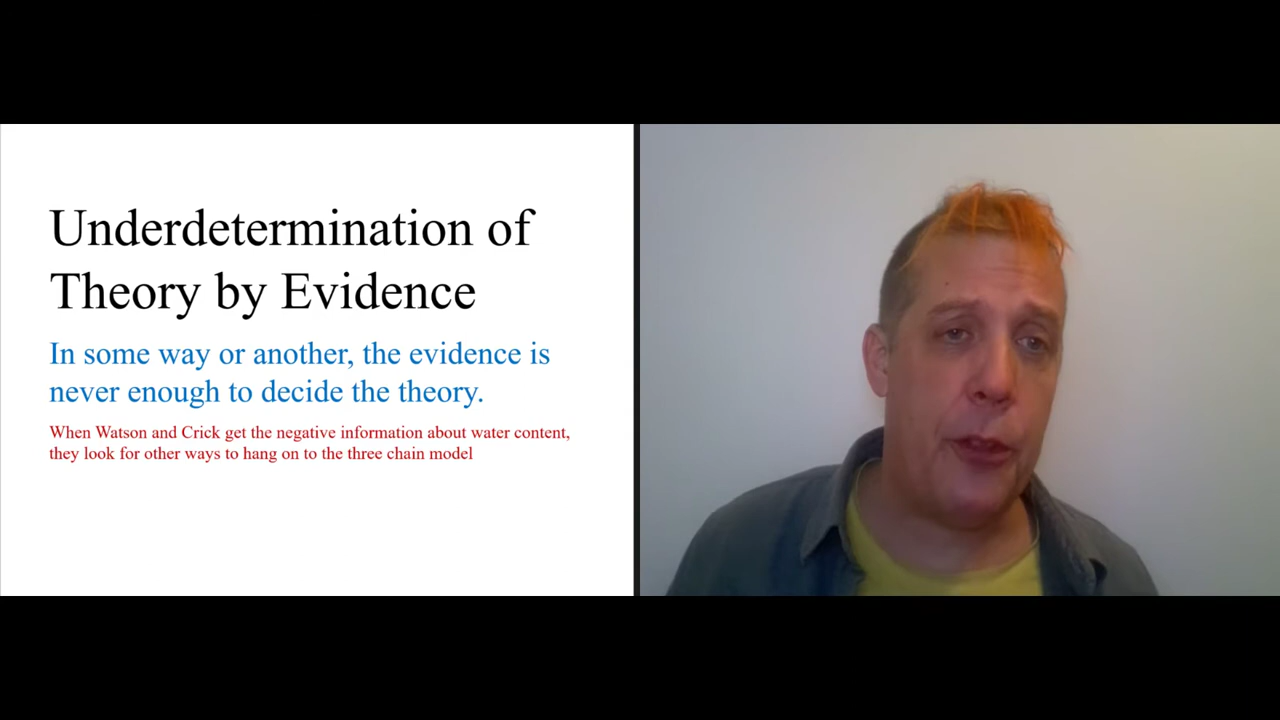 Underdetermination of
Theory by Evidence
In some way or another, the evidence is
never enough to decide the theory.
When Watson and Crick get the negative information about water content,
they look for other ways to hang on to the three chain model